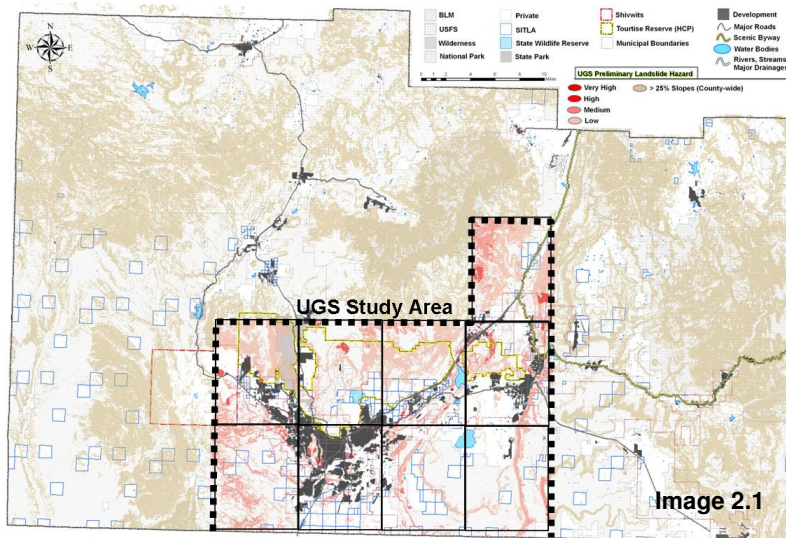 N
W E
S
BLM
USFS
Wilderness
National Park
Private
SITLA
State Wildlife Reserve
State Park
Shivwits
Tourtise Reserve (HCP)
Municipal Boundaries
Development
Major Roads
Scenic Byway
Water Bodies
Rivers, Streams
Major Drainages
Miles
UGS Preliminary Landslide Hazard
Very High
High
Medium
Low
> 25% Slopes (County-wide)
UGS Study Area
Image 2.1